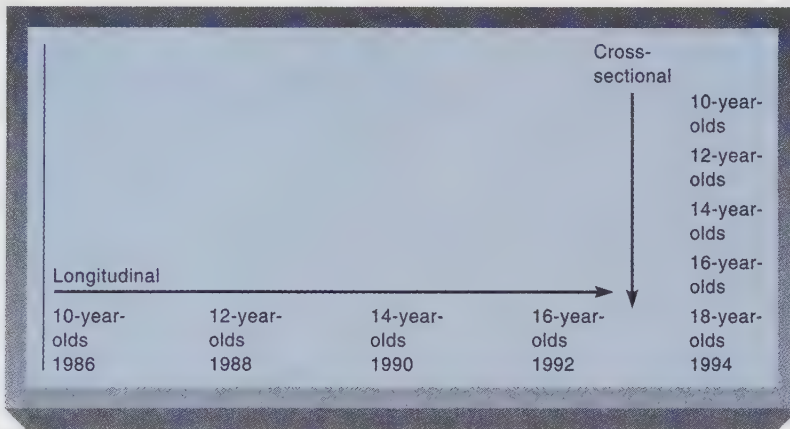 Cross-
sectional
10-year-
olds
12-year-
olds
14-year-
olds
16-year-
olds
Longitudinal
10-year-
olds
1986
12-year-
olds
1988
14-year-
olds
1990
16-year-
olds
1992
18-year-
olds
1994